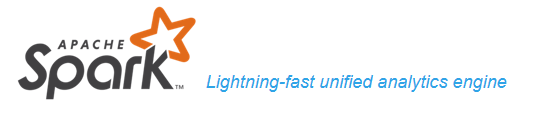 APACHE
Spark™ Lightning-fast unified analytics engine